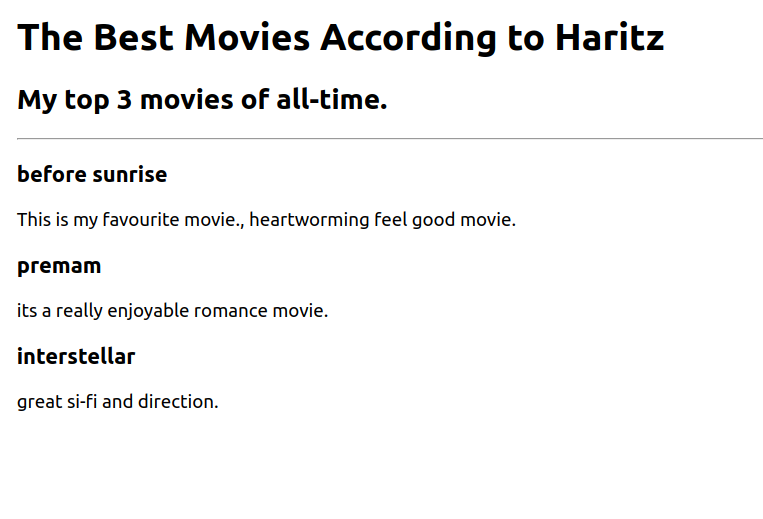 The Best Movies According to Haritz
My top 3 movies of all-time.
before sunrise
This is my favourite movie., heartworming feel good movie.
premam
its a really enjoyable romance movie.
interstellar
great si-fi and direction.